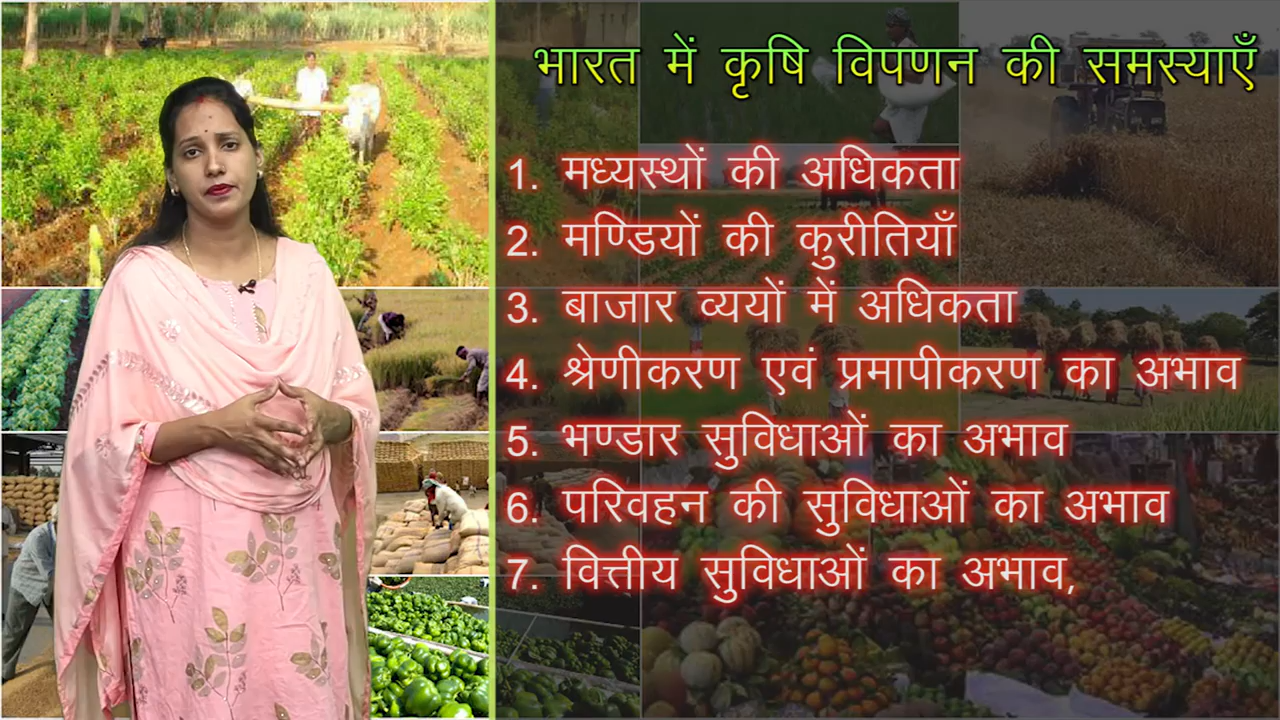 भारत में कृषि विपणन की समस्याएँ
1. मध्यस्थों की अधिकता
2. मण्डियों की कुरीतियाँ
3. बाजार व्ययों में अधिकता
4. श्रेणीकरण एवं प्रमापीकरण का अभाव
5. भण्डार सुविधाओं का अभाव
6. परिवहन की सुविधाओं का अभाव
7. वित्तीय सुविधाओं का अभाव,